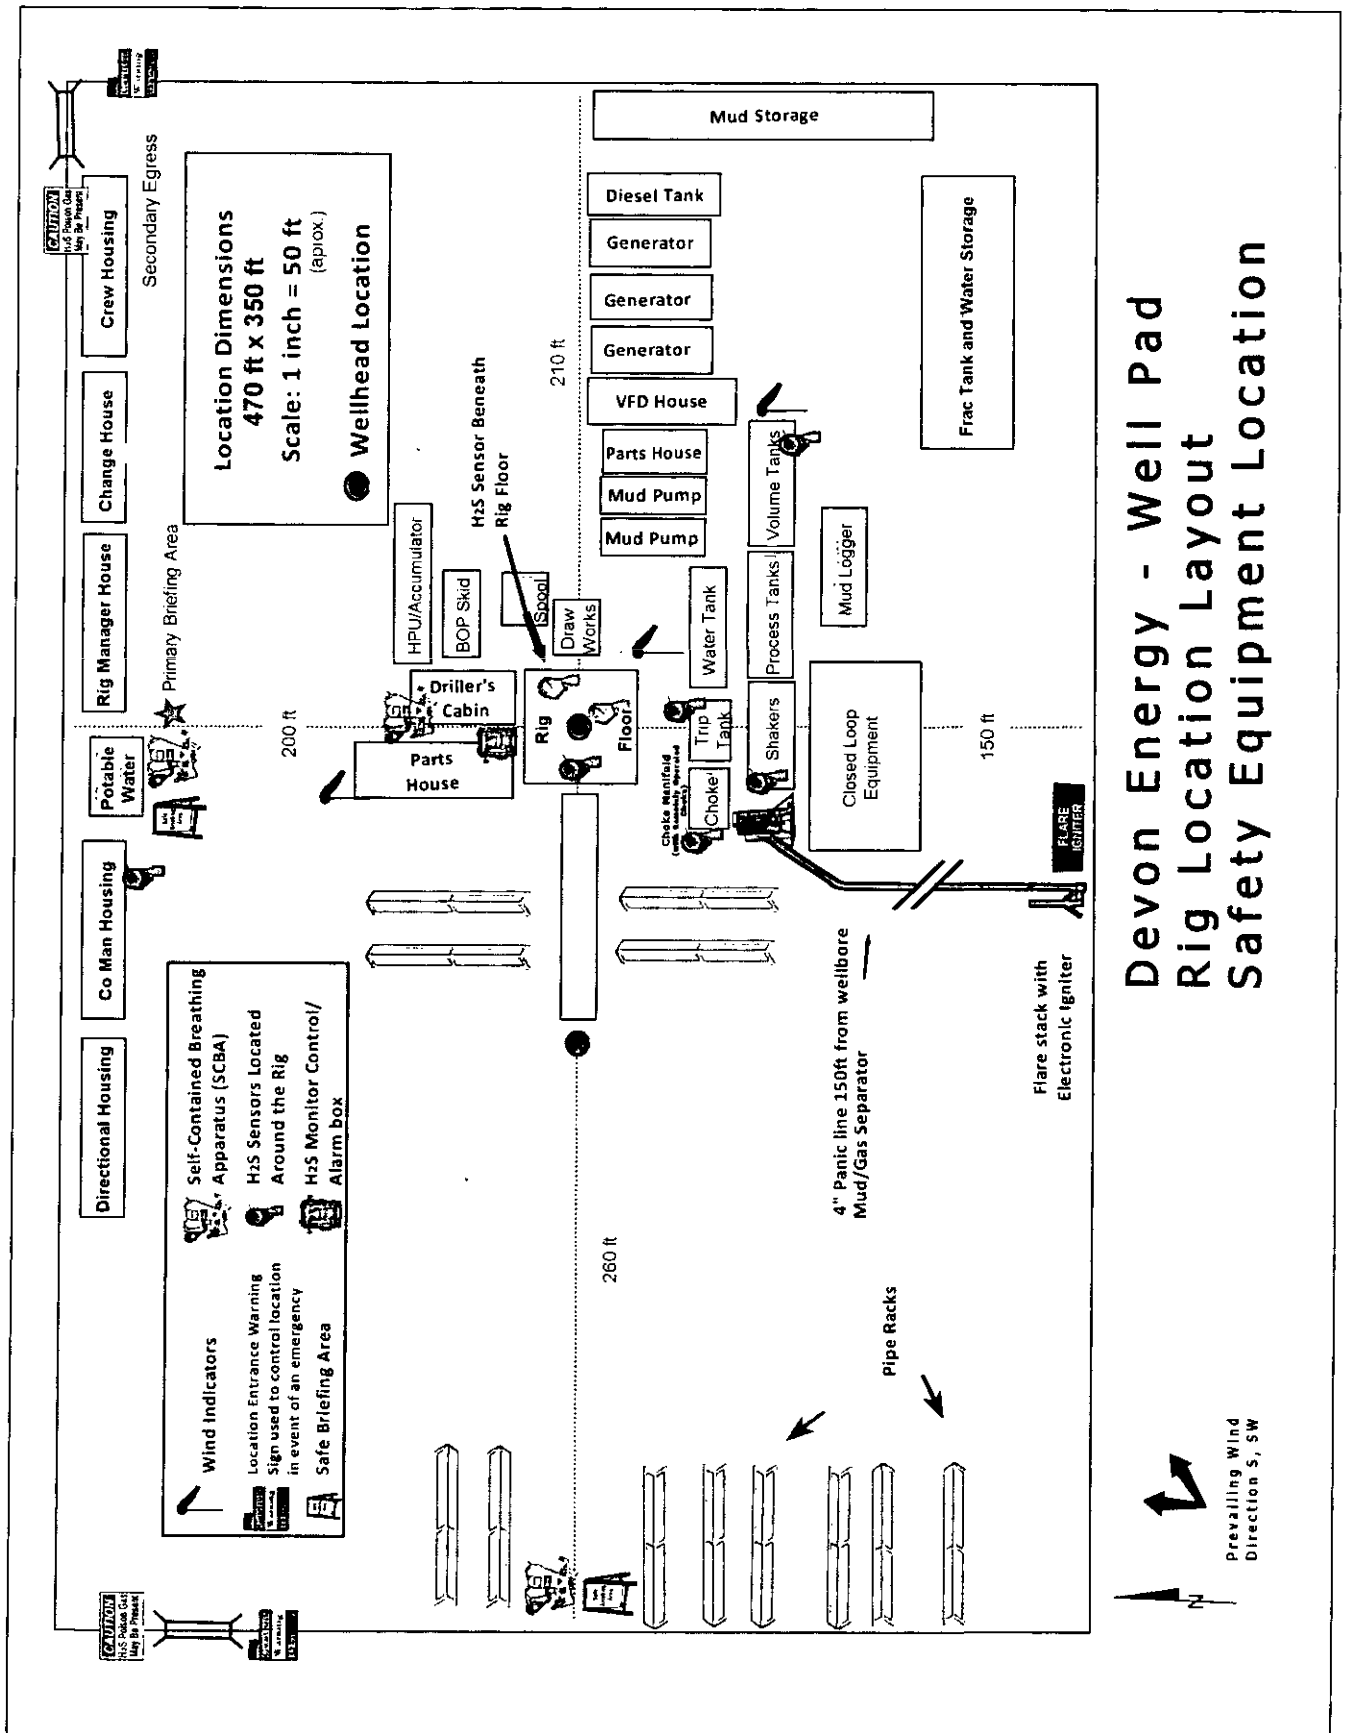 CAUTION
H2S Poison Gas
May Be Present
Directional Housing
Co Man Housing
Potable
Water
Rig Manager House
Change House
Crew Housing
CAUTION
H2S Poison Gas
May Be Present
Primary Briefing Area
Secondary Egress
Wind Indicators
Location Entrance Warning
Sign used to control location
in event of an emergency
Safe Briefing Area
Self-Contained Breathing
Apparatus (SCBA)
H2S Sensors Located
Around the Rig
H2S Monitor Control/
Alarm box
Location Dimensions
470 ft x 350 ft
Scale: 1 inch = 50 ft
(aprox.)
Wellhead Location
200 ft
Parts
House
Driller's
Cabin
HPU/Accumulator
BOP Skid
Spool
Draw
Works
H2S Sensor Beneath
Rig Floor
Rig
Floor
210 ft
260 ft
150 ft
Mud Storage
Diesel Tank
Generator
Generator
Generator
VFD House
Parts House
Mud Pump
Mud Pump
Water Tank
Trip
Tank
Choke
Choke Manifold
(with Remotely Operated
Choke)
Shakers
Process Tanks
Volume Tanks
Mud Logger
Closed Loop
Equipment
Frac Tank and Water Storage
4" Panic line 150ft from wellbore
Mud/Gas Separator
FLARE
IGNITER
Flare stack with
Electronic Igniter
Pipe Racks
Prevailing Wind
Direction S, SW
N
Devon Energy - Well Pad
Rig Location Layout
Safety Equipment Location